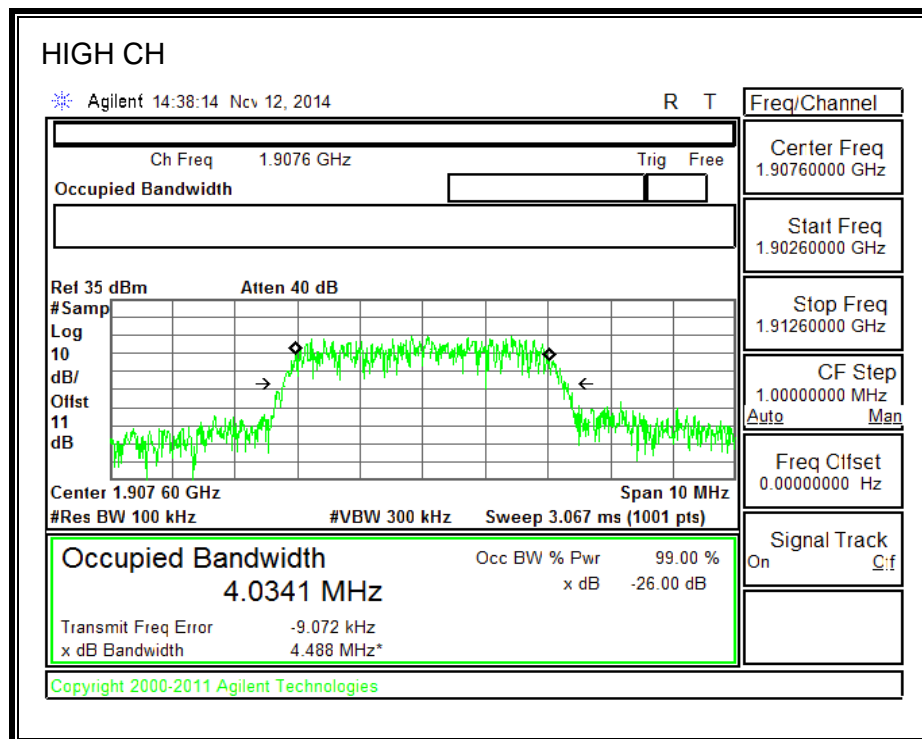 HIGH CH
Agilent 14:38:14 Nov 12, 2014 R T
Freq/Channel
Ch Freq 1.9076 GHz Trig Free
Occupied Bandwidth
Center Freq
1.90760000 GHz
Start Freq
1.90260000 GHz
Stop Freq
1.91260000 GHz
CF Step
1.00000000 MHz
Auto Man
Freq Offset
0.00000000 Hz
Signal Track
On Off
Ref 35 dBm Atten 40 dB
#Samp
Log
10
dB/
Offst
11
dB
Center 1.907 60 GHz Span 10 MHz
#Res BW 100 kHz #VBW 300 kHz Sweep 3.067 ms (1001 pts)
Occupied Bandwidth
4.0341 MHz
Occ BW % Pwr 99.00 %
x dB -26.00 dB
Transmit Freq Error -9.072 kHz
x dB Bandwidth 4.488 MHz*
Copyright 2000-2011 Agilent Technologies